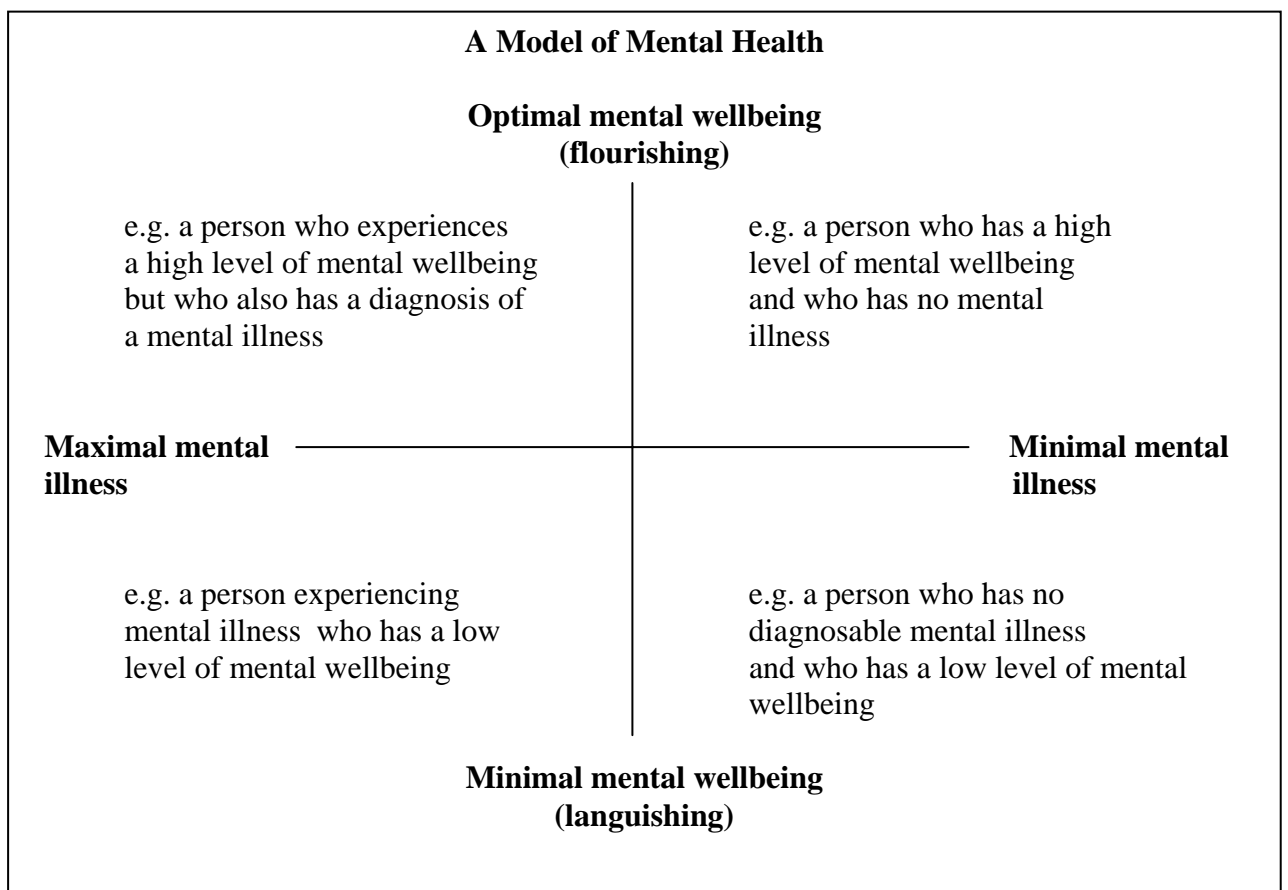 A Model of Mental Health
Optimal mental wellbeing
(flourishing)
e.g. a person who experiences
a high level of mental wellbeing
but who also has a diagnosis of
a mental illness
e.g. a person who has a high
level of mental wellbeing
and who has no mental
illness
Maximal mental
illness
Minimal mental
illness
e.g. a person experiencing
mental illness who has a low
level of mental wellbeing
e.g. a person who has no
diagnosable mental illness
and who has a low level of mental
wellbeing
Minimal mental wellbeing
(languishing)